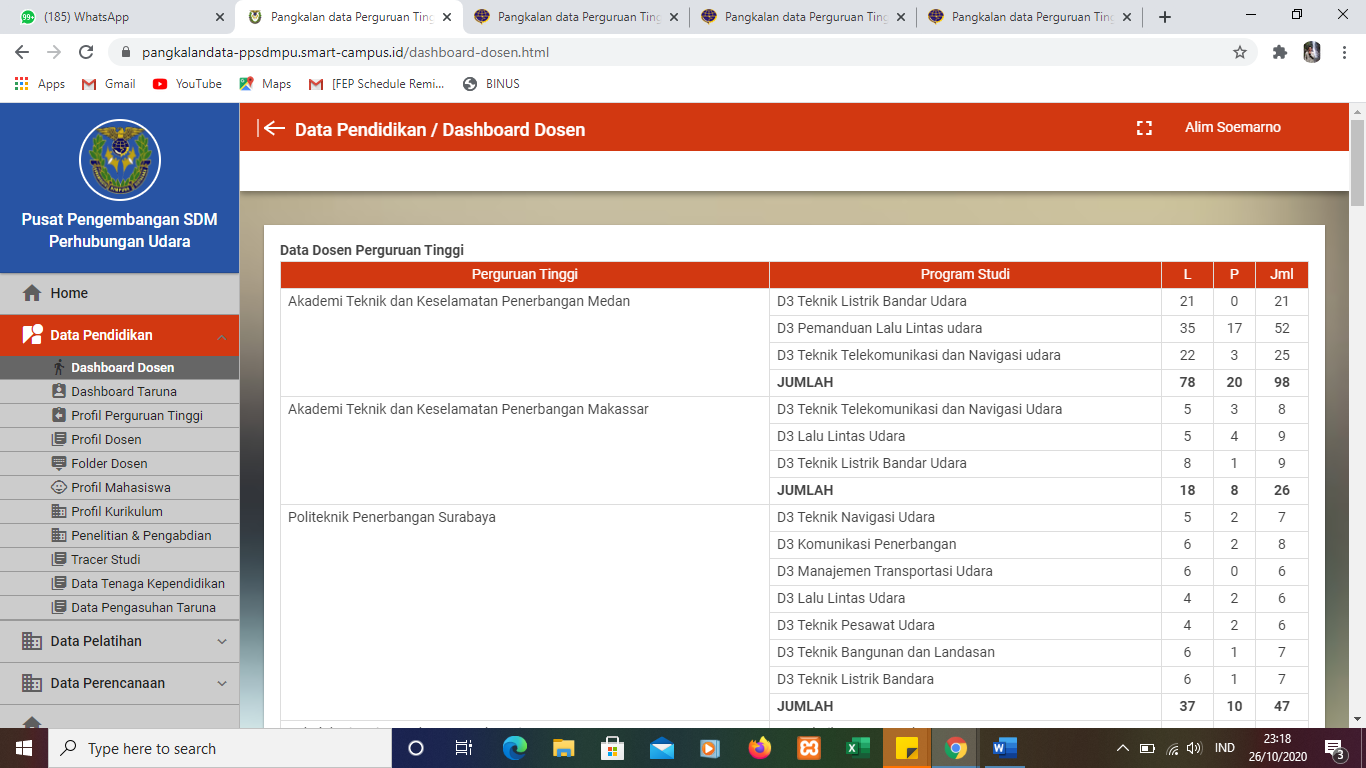 (185) WhatsApp
Pangkalan data Perguruan Ting
Pangkalan data Perguruan Ting
Pangkalan data Perguruan Ting
Pangkalan data Perguruan Ting
pangkalandata-ppsdmpu.smart-campus.id/dashboard-dosen.html
Apps Gmail YouTube Maps [FEP Schedule Remi... BINUS
Pusat Pengembangan SDM
Perhubungan Udara
Home
Data Pendidikan
Dashboard Dosen
Dashboard Taruna
Profil Perguruan Tinggi
Profil Dosen
Folder Dosen
Profil Mahasiswa
Profil Kurikulum
Penelitian & Pengabdian
Tracer Studi
Data Tenaga Kependidikan
Data Pengasuhan Taruna
Data Pelatihan
Data Perencanaan
Data Pendidikan / Dashboard Dosen
Alim Soemarno
Data Dosen Perguruan Tinggi
Perguruan Tinggi Program Studi L P Jml
Akademi Teknik dan Keselamatan Penerbangan Medan D3 Teknik Listrik Bandar Udara 21 0 21
D3 Pemanduan Lalu Lintas udara 35 17 52
D3 Teknik Telekomunikasi dan Navigasi udara 22 3 25
JUMLAH 78 20 98
Akademi Teknik dan Keselamatan Penerbangan Makassar D3 Teknik Telekomunikasi dan Navigasi Udara 5 3 8
D3 Lalu Lintas Udara 5 4 9
D3 Teknik Listrik Bandar Udara 8 1 9
JUMLAH 18 8 26
Politeknik Penerbangan Surabaya D3 Teknik Navigasi Udara 5 2 7
D3 Komunikasi Penerbangan 6 2 8
D3 Manajemen Transportasi Udara 6 0 6
D3 Lalu Lintas Udara 4 2 6
D3 Teknik Pesawat Udara 4 2 6
D3 Teknik Bangunan dan Landasan 6 1 7
D3 Teknik Listrik Bandara 6 1 7
JUMLAH 37 10 47
Type here to search
IND
23:18
26/10/2020
3